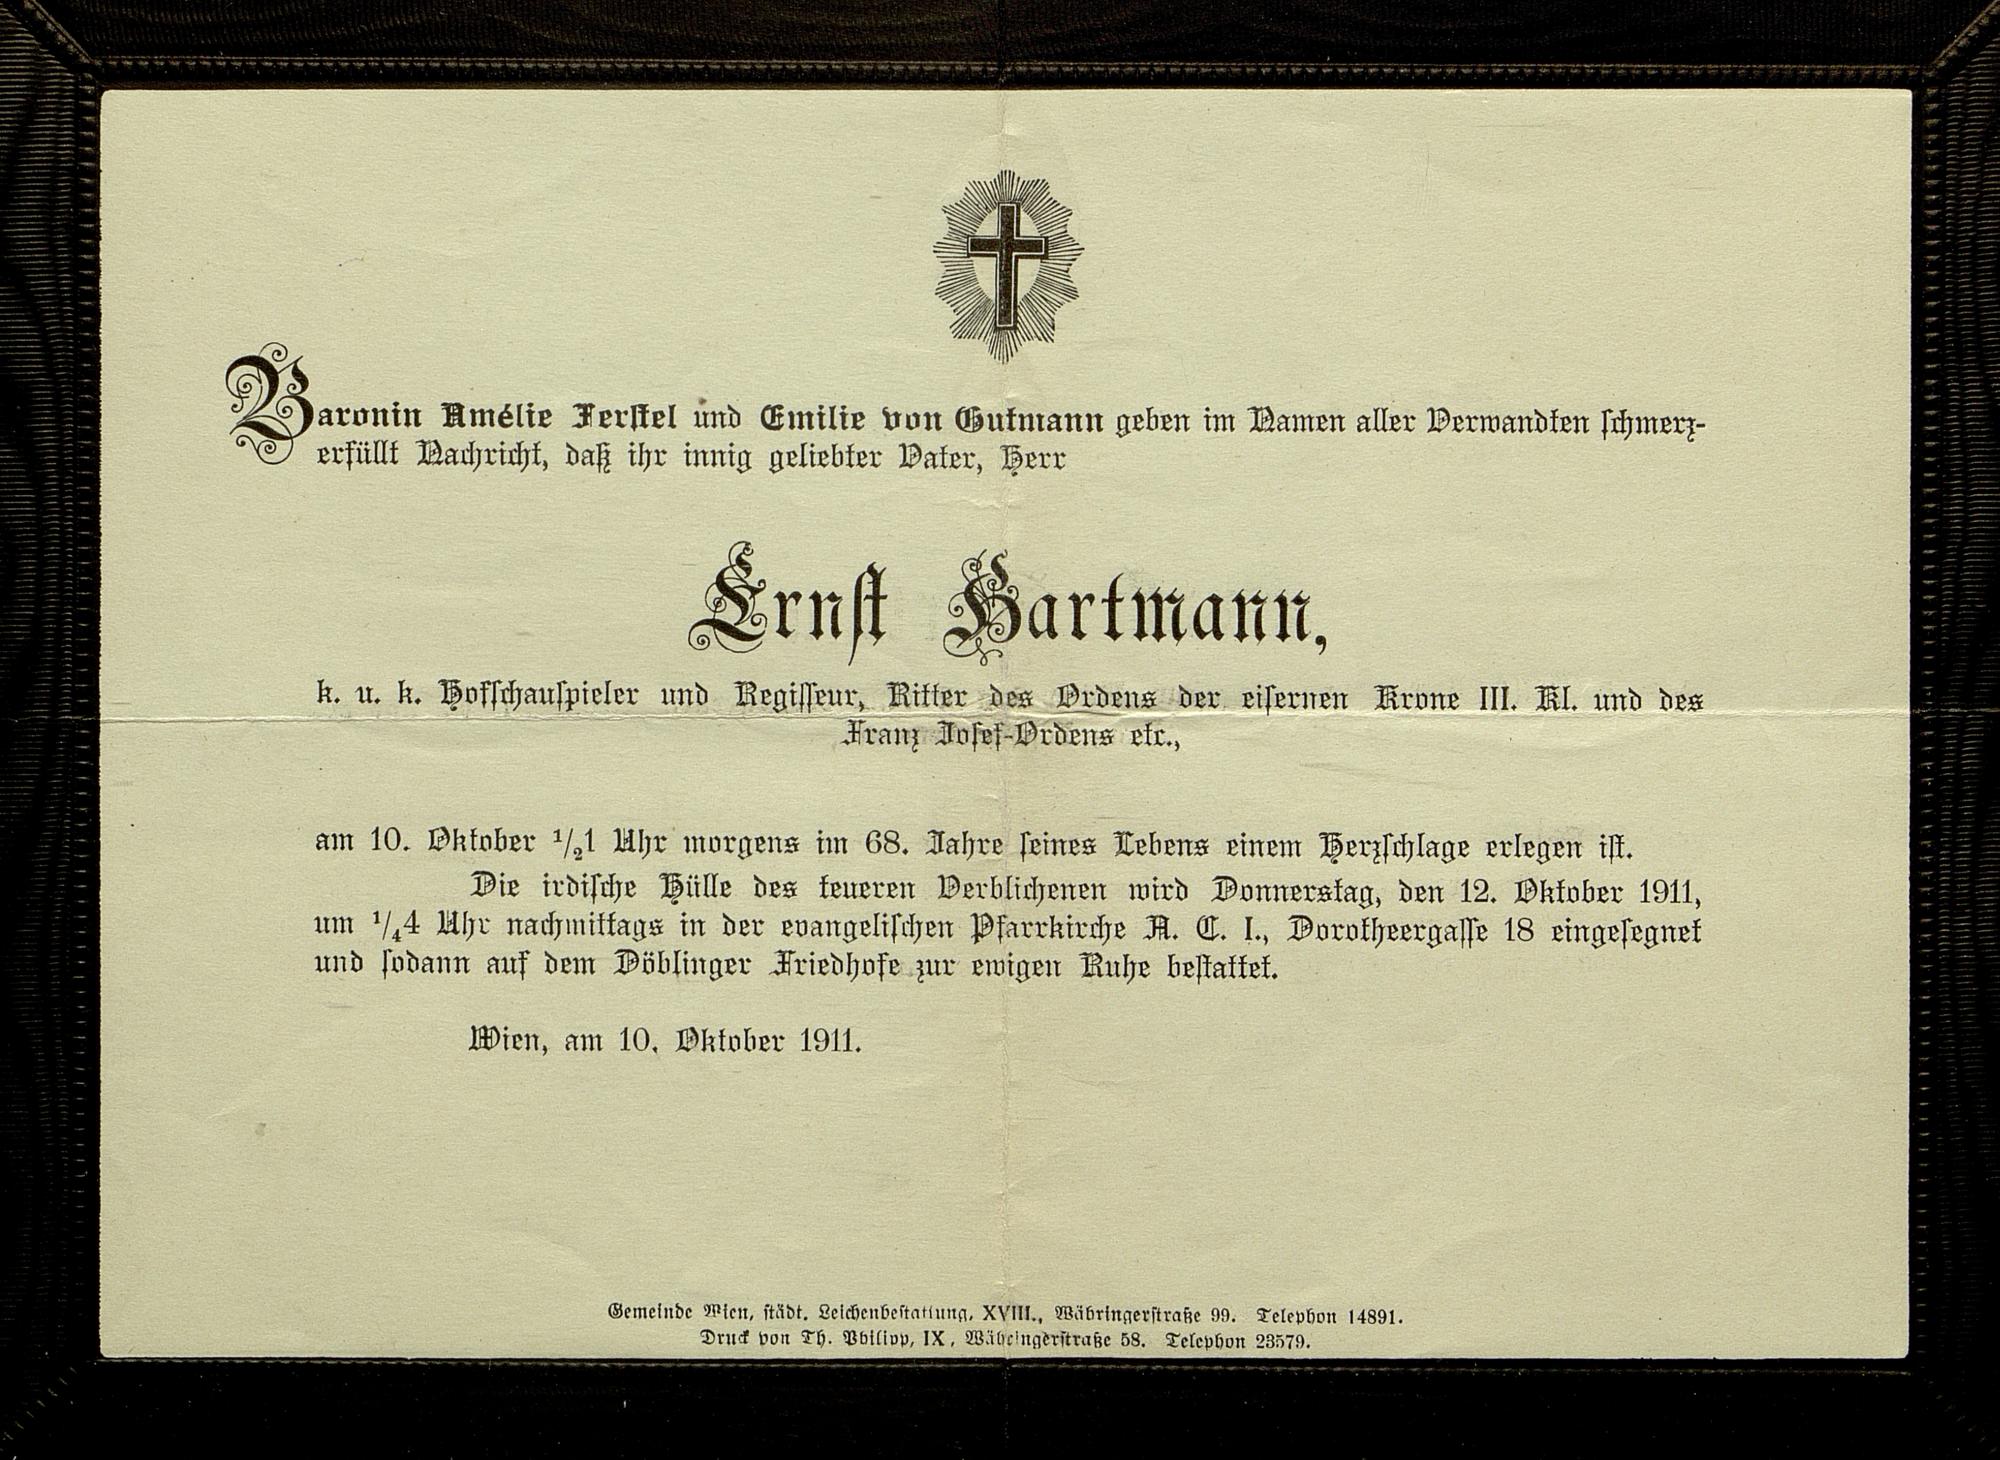 Baronin Amélie Ferstel und Emilie von Gutmann geben im Namen aller Verwandten schmerz-
erfüllt Nachricht, daß ihr innig geliebter Vater, Herr
Ernst Hartmann,
k. u. k. Hofschauspieler und Regisseur, Ritter des Ordens der eisernen Krone III. Kl. und des
Franz Josef-Ordens etc.,
am 10. Oktober 1/2 1 Uhr morgens im 68. Jahre seines Lebens einem Herzschlage erlegen ist.
Die irdische Hülle des teueren Verblichenen wird Donnerstag, den 12. Oktober 1911,
um 1/4 4 Uhr nachmittags in der evangelischen Pfarrkirche A. C. I., Dorotheergasse 18 eingesegnet
und sodann auf dem Döblinger Friedhofe zur ewigen Ruhe bestattet.
Wien, am 10. Oktober 1911.
Gemeinde Wien, städt. Leichenbestattung, XVIII., Währingerstraße 99. Telephon 14891.
Druck von Th. Philipp, IX, Währingerstraße 58. Telephon 23579.